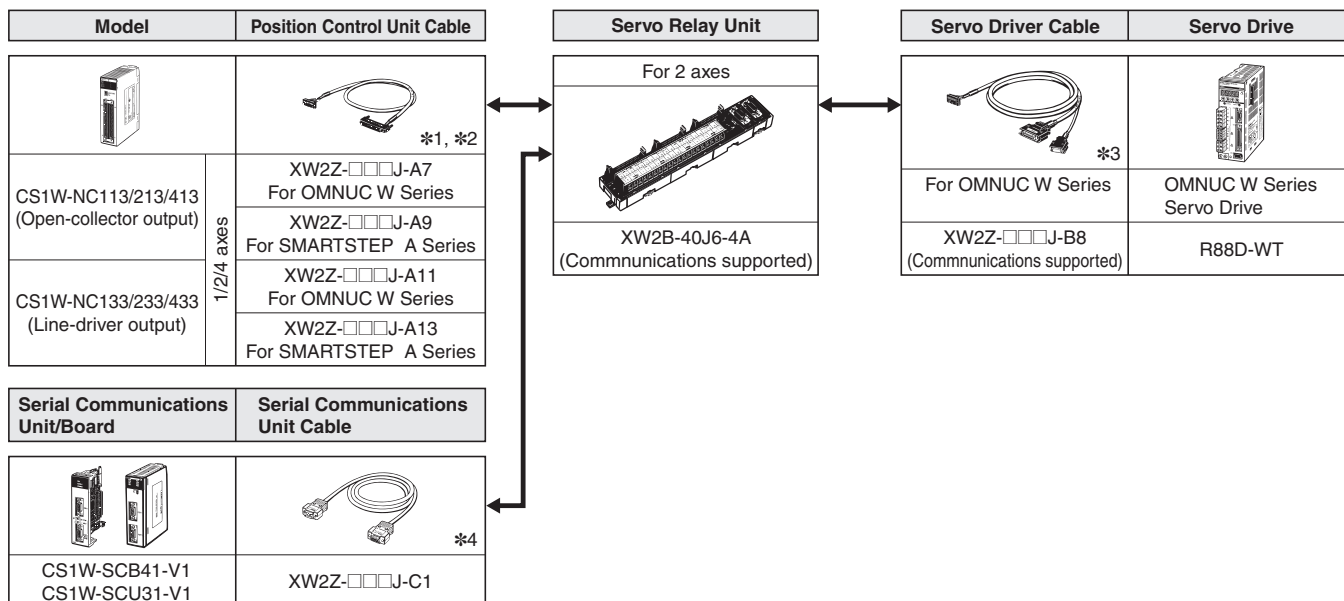 Model
Position Control Unit Cable
*1, *2
CS1W-NC113/213/413
(Open-collector output)
CS1W-NC133/233/433
(Line-driver output)
1/2/4 axes
XW2Z-□□□J-A7
For OMNUC W Series
XW2Z-□□□J-A9
For SMARTSTEP A Series
XW2Z-□□□J-A11
For OMNUC W Series
XW2Z-□□□J-A13
For SMARTSTEP A Series
Servo Relay Unit
For 2 axes
XW2B-40J6-4A
(Commnunications supported)
Servo Driver Cable
Servo Drive
*3
For OMNUC W Series
OMNUC W Series
Servo Drive
XW2Z-□□□J-B8
(Commnunications supported)
R88D-WT
Serial Communications
Unit/Board
Serial Communications
Unit Cable
*4
CS1W-SCB41-V1
CS1W-SCU31-V1
XW2Z-□□□J-C1